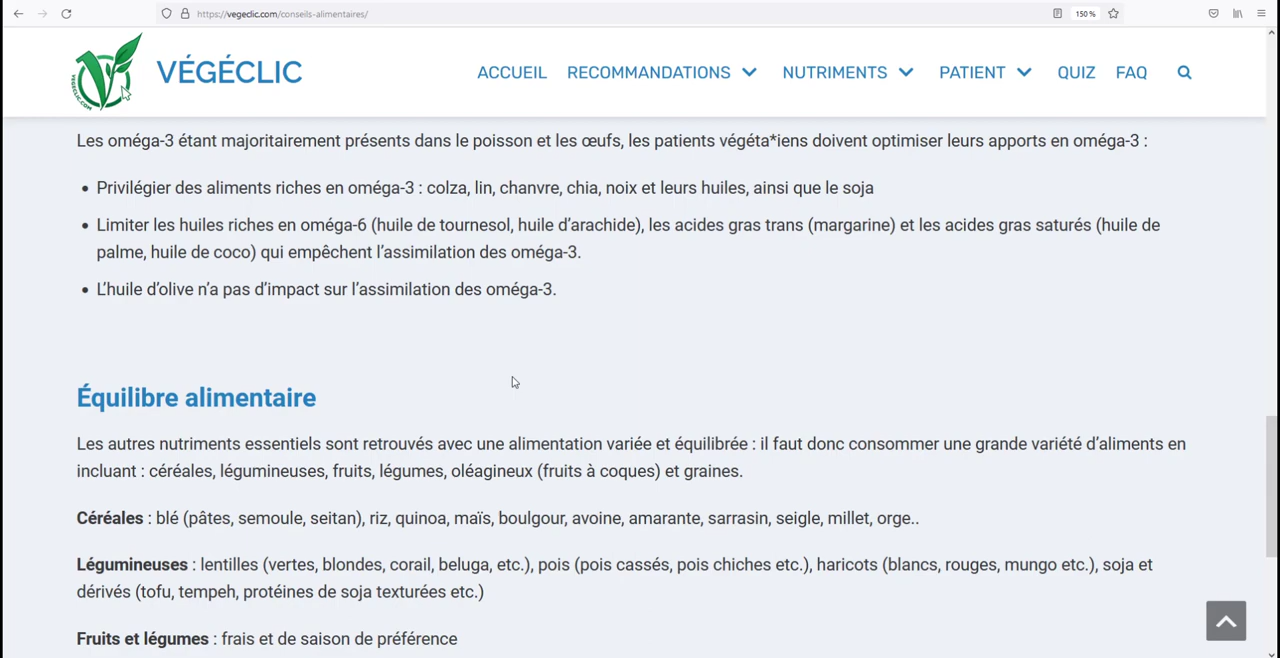 https://vegeclic.com/conseils-alimentaires/
150 %
VEGECLIC.COM
VÉGÉCLIC
ACCUEIL RECOMMANDATIONS NUTRIMENTS PATIENT QUIZ FAQ
Les oméga-3 étant majoritairement présents dans le poisson et les œufs, les patients végéta*iens doivent optimiser leurs apports en oméga-3 :
• Privilégier des aliments riches en oméga-3 : colza, lin, chanvre, chia, noix et leurs huiles, ainsi que le soja
• Limiter les huiles riches en oméga-6 (huile de tournesol, huile d’arachide), les acides gras trans (margarine) et les acides gras saturés (huile de
palme, huile de coco) qui empêchent l’assimilation des oméga-3.
• L’huile d’olive n’a pas d’impact sur l’assimilation des oméga-3.
Équilibre alimentaire
Les autres nutriments essentiels sont retrouvés avec une alimentation variée et équilibrée : il faut donc consommer une grande variété d’aliments en
incluant : céréales, légumineuses, fruits, légumes, oléagineux (fruits à coques) et graines.
Céréales : blé (pâtes, semoule, seitan), riz, quinoa, maïs, boulgour, avoine, amarante, sarrasin, seigle, millet, orge..
Légumineuses : lentilles (vertes, blondes, corail, beluga, etc.), pois (pois cassés, pois chiches etc.), haricots (blancs, rouges, mungo etc.), soja et
dérivés (tofu, tempeh, protéines de soja texturées etc.)
Fruits et légumes : frais et de saison de préférence